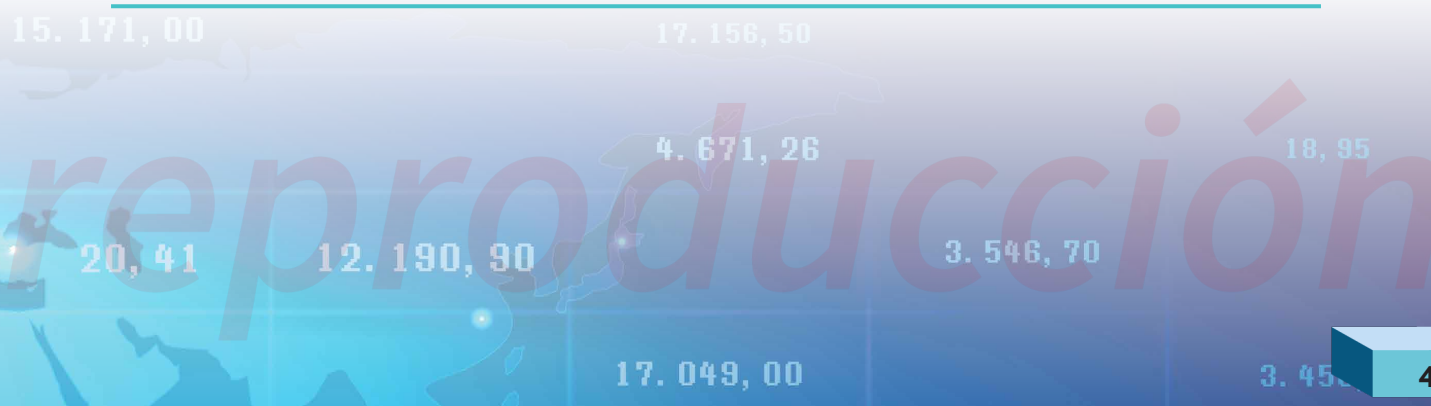 15. 171, 00 17. 156, 50
4. 671, 26 18, 95
reproducción
20, 41 12. 190, 90 3. 546, 70
17. 049, 00